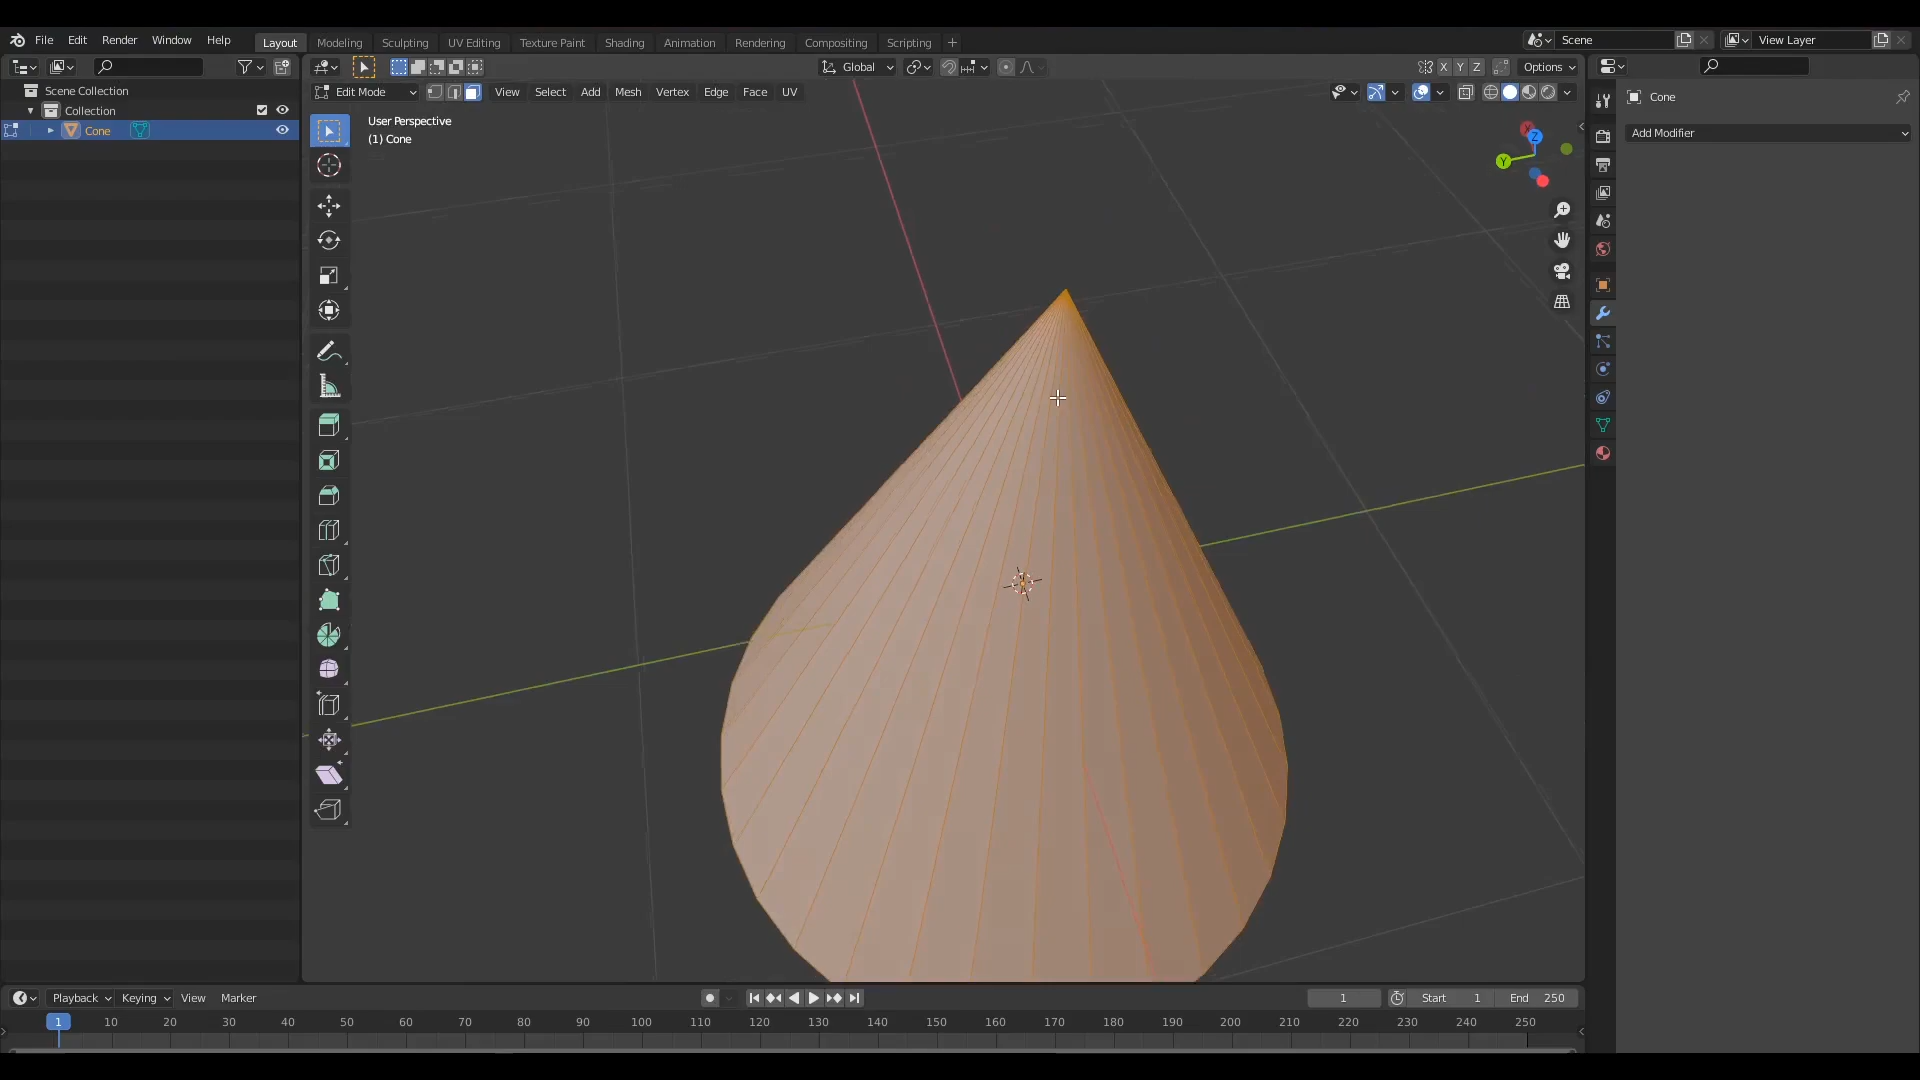 File Edit Render Window Help Layout Modeling Sculpting UV Editing Texture Paint Shading Animation Rendering Compositing Scripting + Scene View Layer
Global X Y Z Options
Scene Collection
Edit Mode View Select Add Mesh Vertex Edge Face UV
Cone
Collection
User Perspective
Cone
(1) Cone
Add Modifier
Z
Y
Playback Keying View Marker 1 Start 1 End 250
1 10 20 30 40 50 60 70 80 90 100 110 120 130 140 150 160 170 180 190 200 210 220 230 240 250